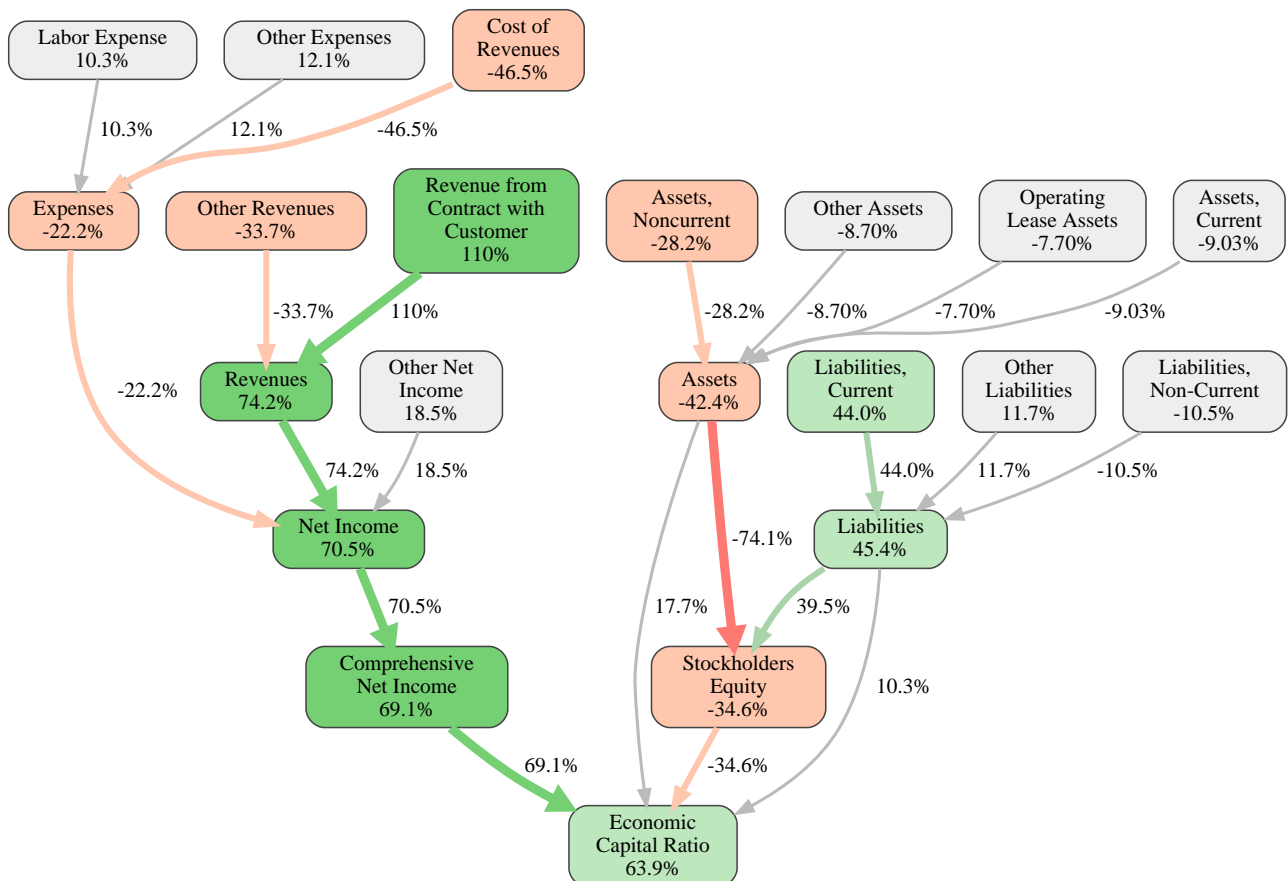 Labor Expense
10.3%
Other Expenses
12.1%
Cost of
Revenues
-46.5%
10.3%
12.1%
-46.5%
Expenses
-22.2%
Other Revenues
-33.7%
Revenue from
Contract with
Customer
110%
Assets,
Noncurrent
-28.2%
Other Assets
-8.70%
Operating
Lease Assets
-7.70%
Assets,
Current
-9.03%
-33.7%
110%
-28.2%
-8.70%
-7.70%
-9.03%
-22.2%
Revenues
74.2%
Other Net
Income
18.5%
Assets
-42.4%
Liabilities,
Current
44.0%
Other
Liabilities
11.7%
Liabilities,
Non-Current
-10.5%
74.2%
18.5%
44.0%
11.7%
-10.5%
Net Income
70.5%
-74.1%
Liabilities
45.4%
70.5%
17.7%
39.5%
Comprehensive
Net Income
69.1%
Stockholders
Equity
-34.6%
10.3%
69.1%
-34.6%
Economic
Capital Ratio
63.9%